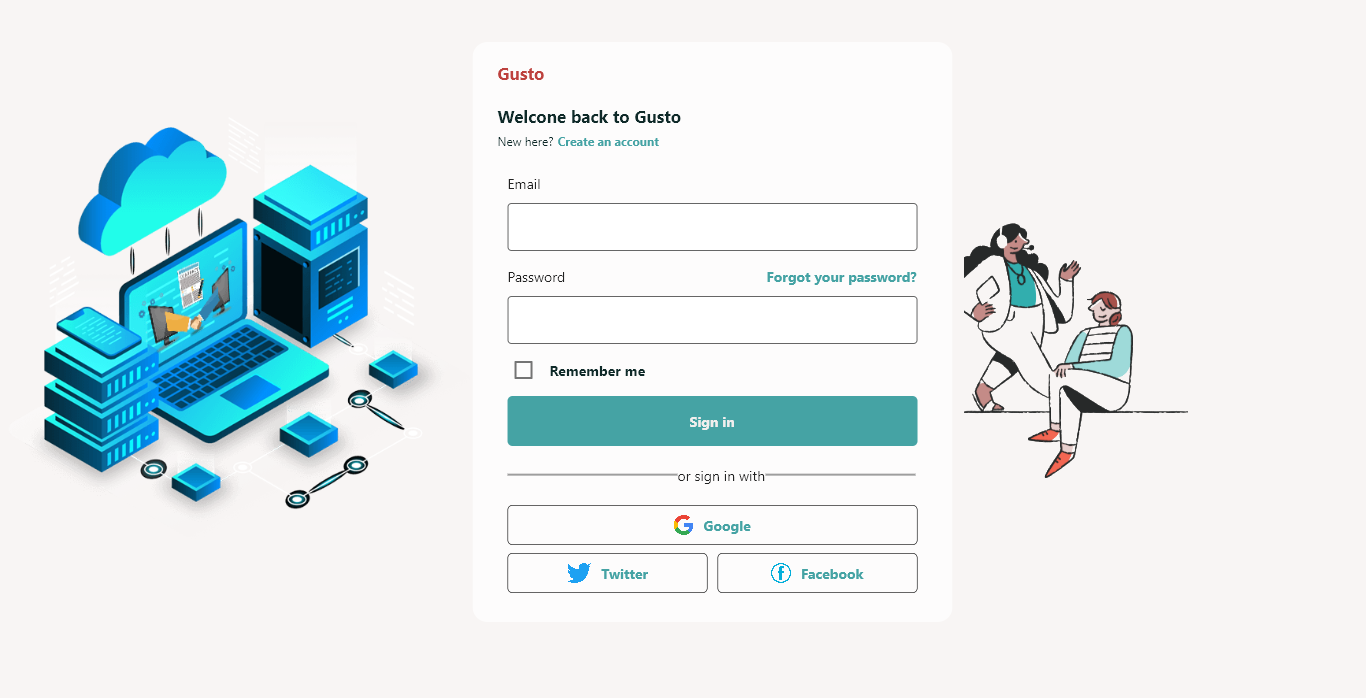 Gusto
Welcone back to Gusto
New here? Create an account
Email
Password
Forgot your password?
Remember me
Sign in
or sign in with
Google
Twitter
Facebook